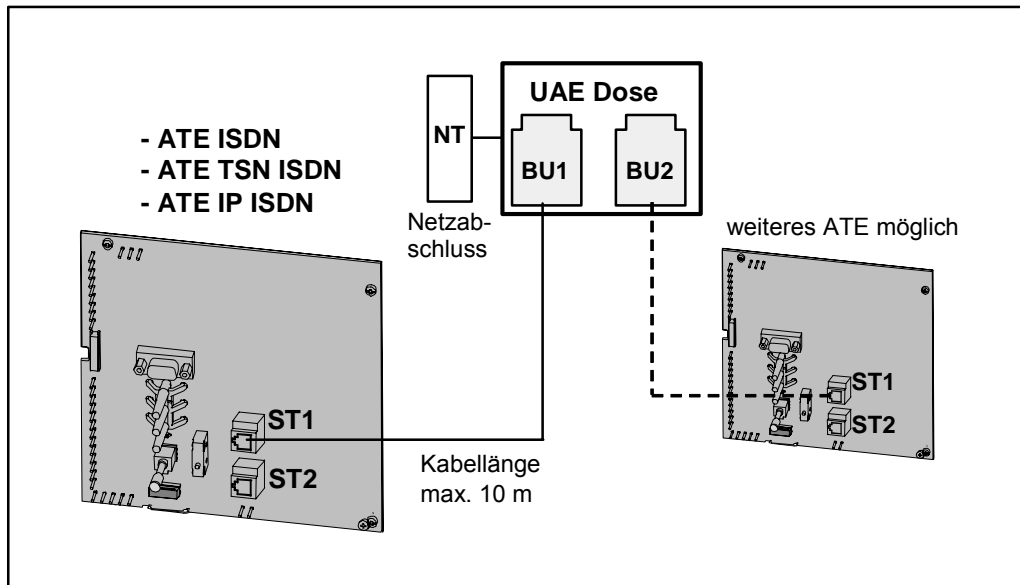 - ATE ISDN
- ATE TSN ISDN
- ATE IP ISDN
NT
Netzab-
schluss
UAE Dose
BU1
BU2
weiteres ATE möglich
ST1
ST2
Kabellänge
max. 10 m
ST1
ST2